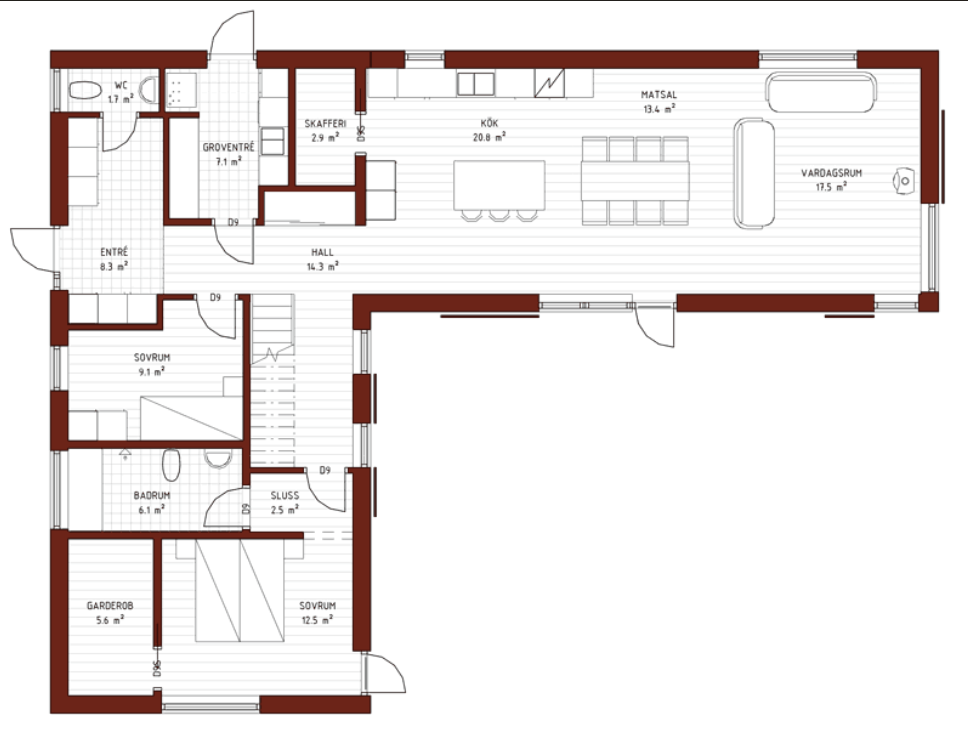 WC
1.7 m²
SKAFFERI
2.9 m²
D9S
KÖK
20.8 m²
MATSAL
13.4 m²
GROVENTRÉ
7.1 m²
VARDAGSRUM
17.5 m²
D9
ENTRÉ
8.3 m²
HALL
14.3 m²
D9
SOVRUM
9.1 m²
D9
BADRUM
6.1 m²
D9
SLUSS
2.5 m²
GARDEROB
5.6 m²
SOVRUM
12.5 m²
D9S